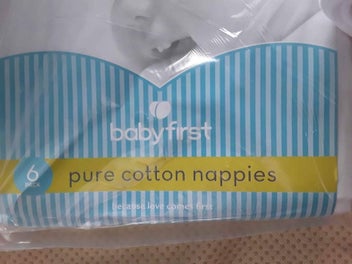 babyfirst
6
PACK
pure cotton nappies
because love comes first